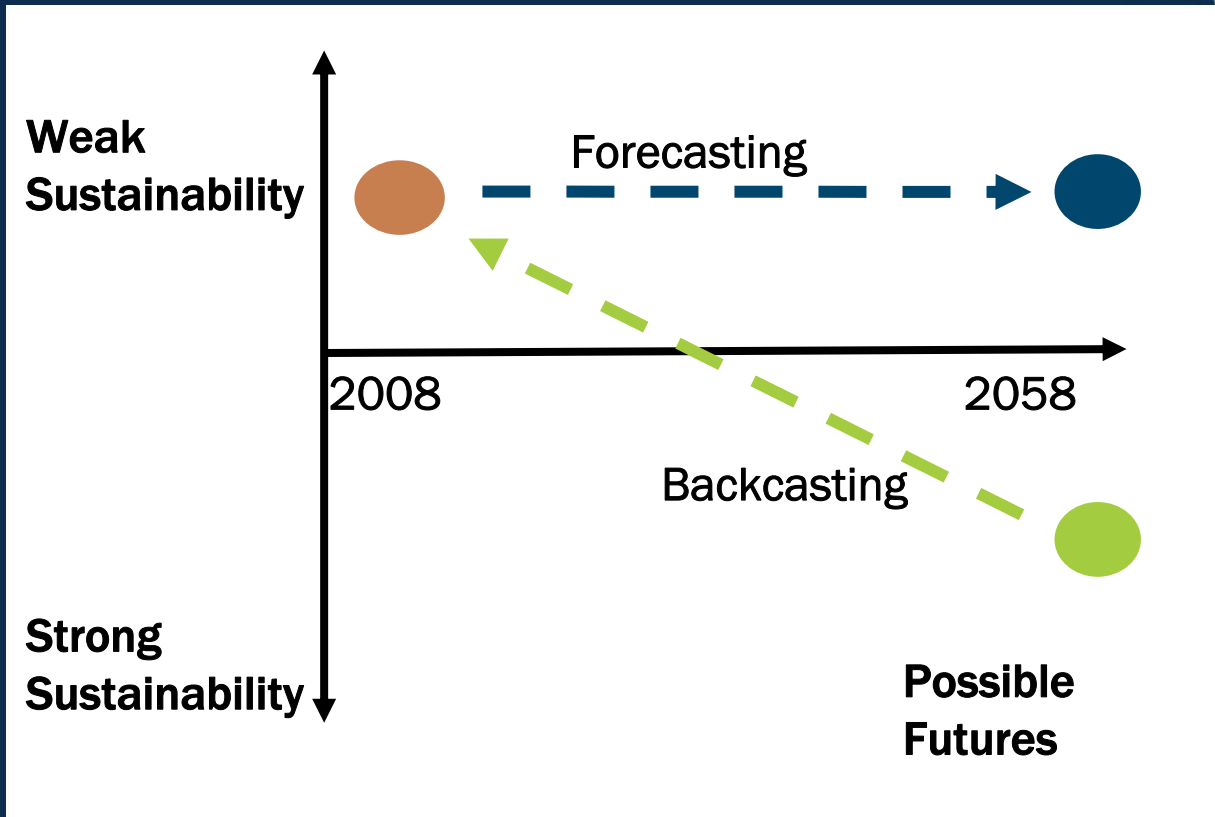 Weak
Sustainability
Forecasting
2008
2058
Backcasting
Strong
Sustainability
Possible
Futures